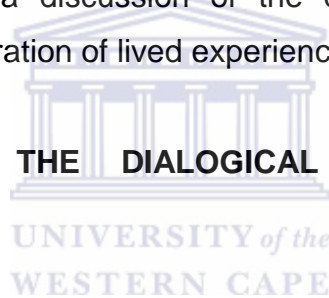 a discussion of the
ration of lived experienc
THE DIALOGICAL
UNIVERSITY of the
WESTERN CAPE